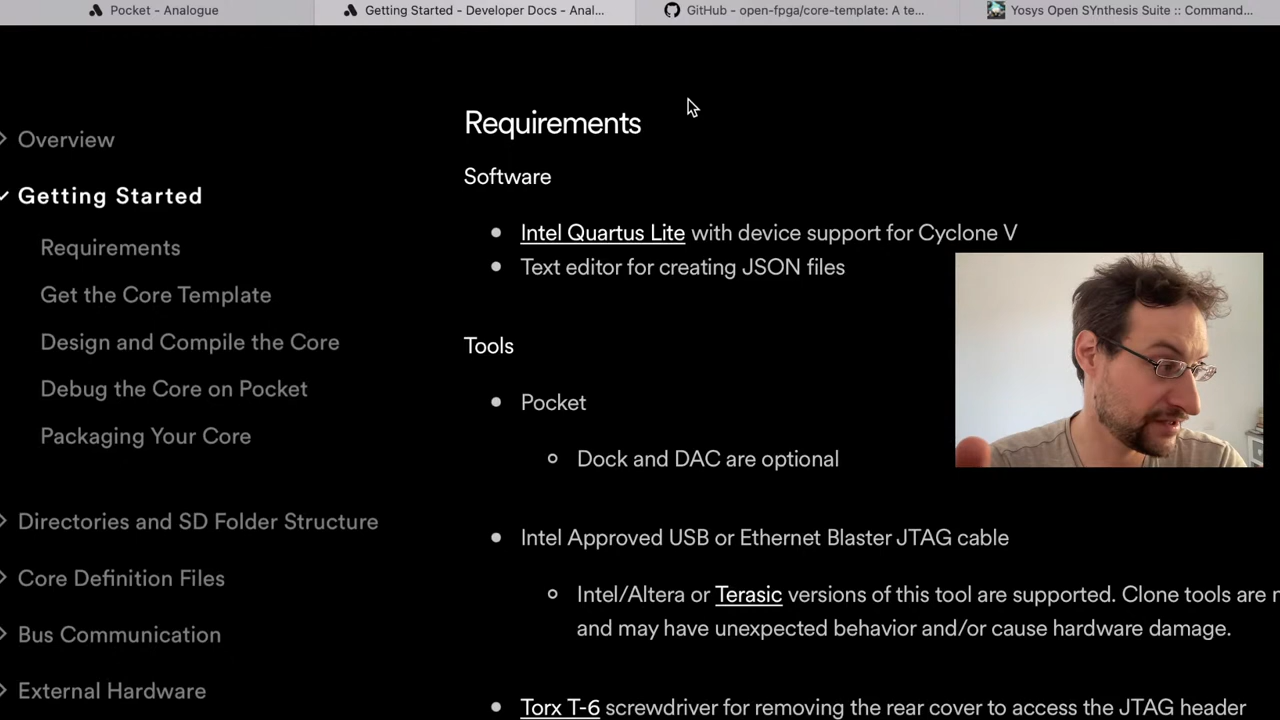 Pocket - Analogue
Getting Started - Developer Docs - Anal...
GitHub - open-fpga/core-template: A te...
Yosys Open SYnthesis Suite :: Command...
Overview
Getting Started
Requirements
Get the Core Template
Design and Compile the Core
Debug the Core on Pocket
Packaging Your Core
Directories and SD Folder Structure
Core Definition Files
Bus Communication
External Hardware
Requirements
Software
Intel Quartus Lite with device support for Cyclone V
Text editor for creating JSON files
Tools
Pocket
Dock and DAC are optional
Intel Approved USB or Ethernet Blaster JTAG cable
Intel/Altera or Terasic versions of this tool are supported. Clone tools are
and may have unexpected behavior and/or cause hardware damage.
Torx T-6 screwdriver for removing the rear cover to access the JTAG header